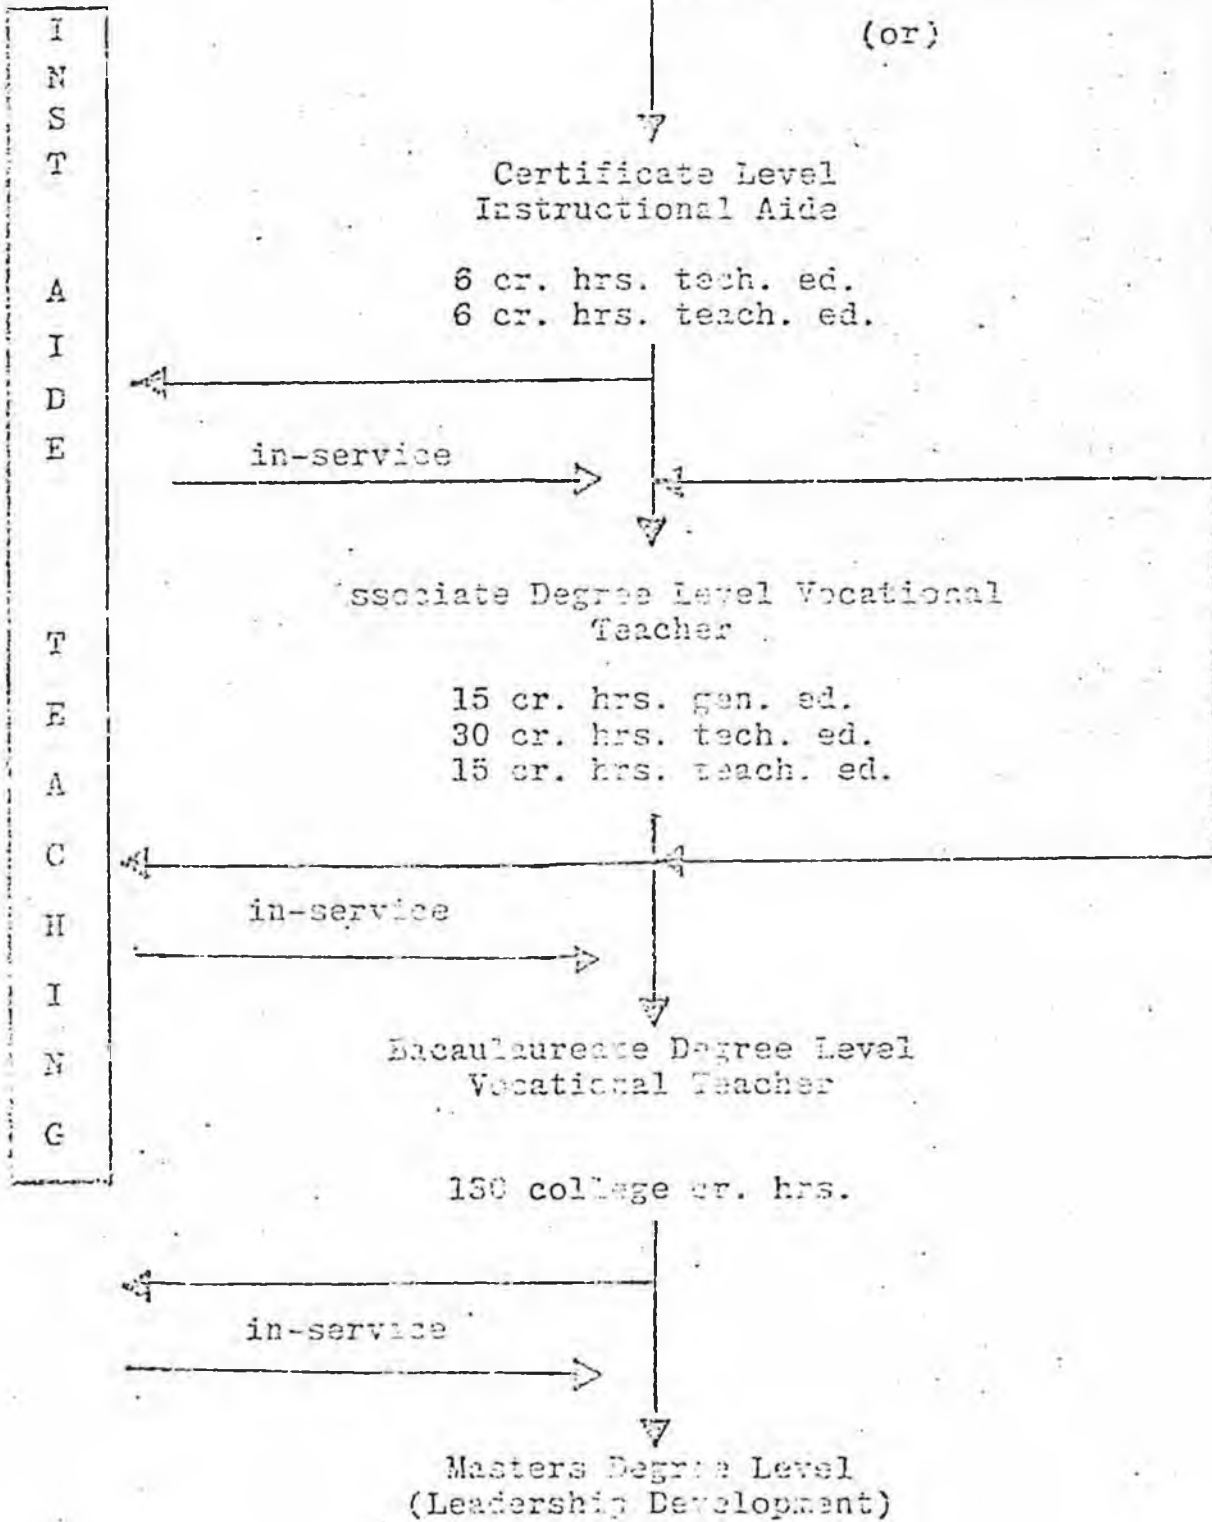 INST AIDE TEACHING
(or)
Certificate Level
Instructional Aide
6 cr. hrs. tech. ed.
6 cr. hrs. teach. ed.
in-service
ssociate Degree Level Vocational
Teacher
15 cr. hrs. gen. ed.
30 cr. hrs. tech. ed.
15 cr. hrs. teach. ed.
in-service
Bacaulaureate Degree Level
Vocational Teacher
130 college cr. hrs.
in-service
Masters Degree Level
(Leadership Development)